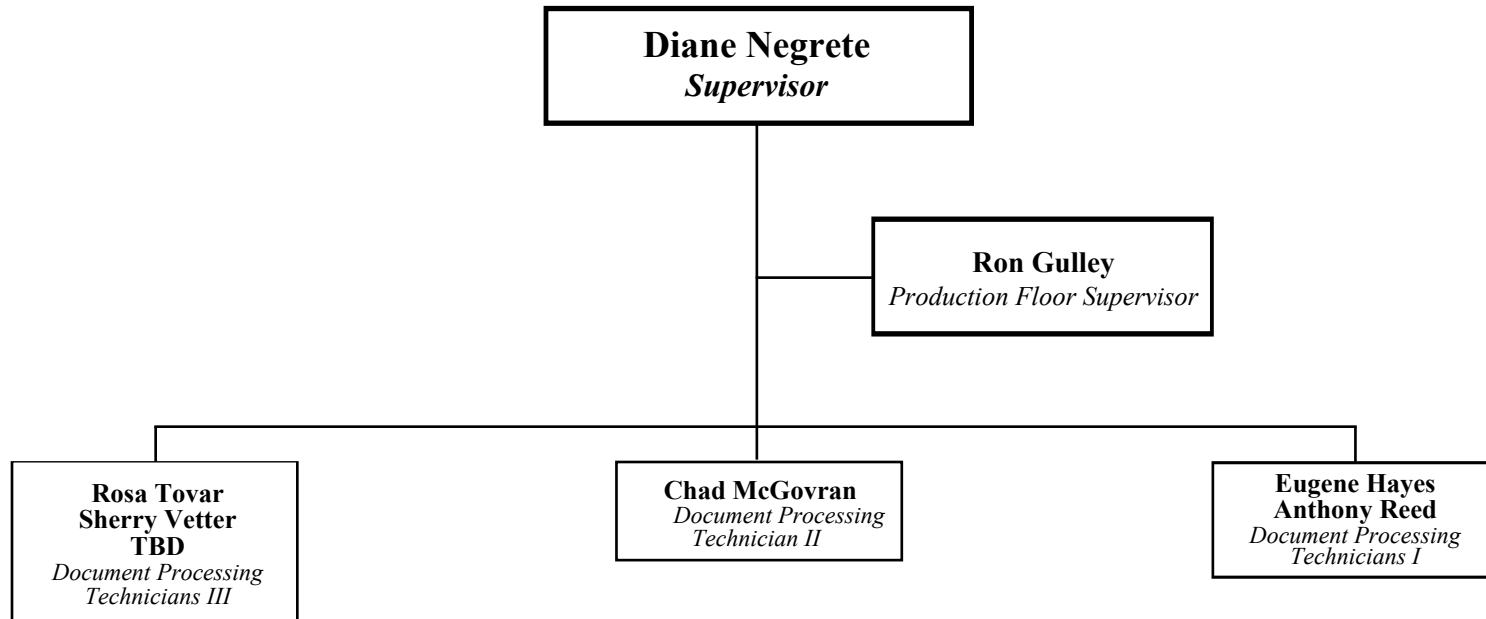 Diane Negrete
Supervisor
Ron Gulley
Production Floor Supervisor
Rosa Tovar
Sherry Vetter
TBD
Document Processing
Technicians III
Chad McGovran
Document Processing
Technician II
Eugene Hayes
Anthony Reed
Document Processing
Technicians I